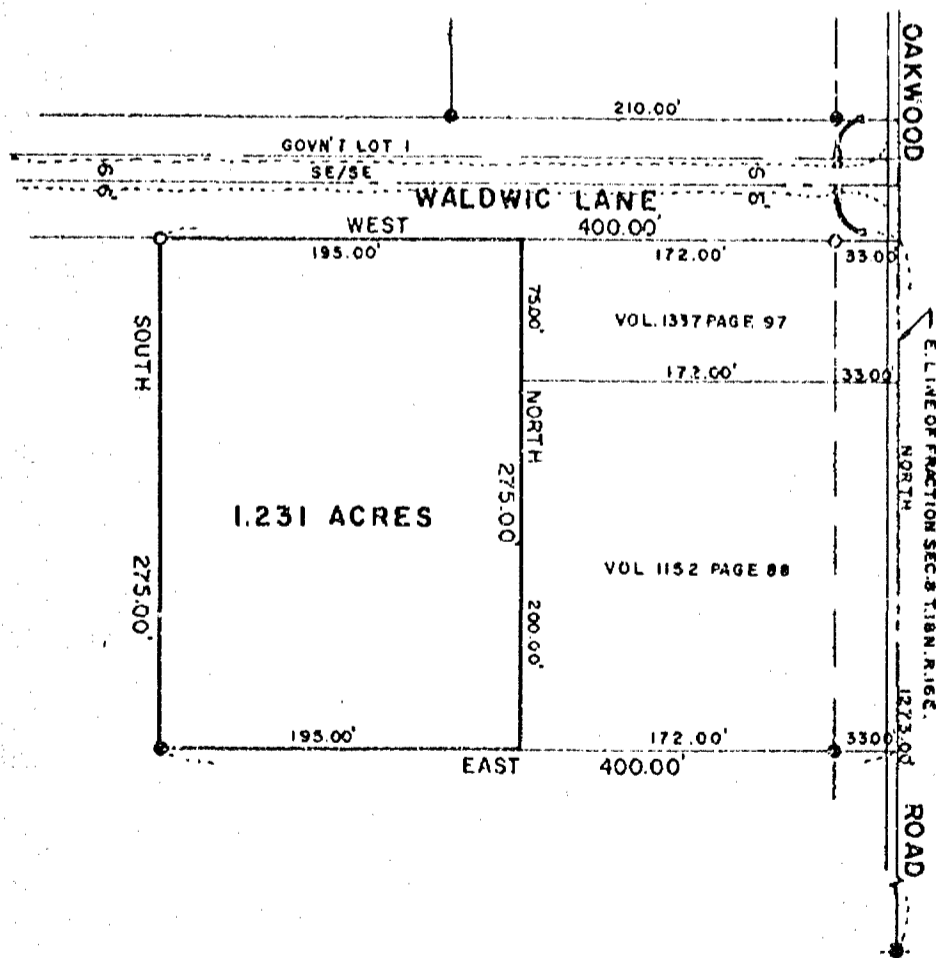 OAKWOOD
210.00'
GOVN'T LOT 1
SE/SE
66'
WALDWIC LANE
WEST
400.00'
195.00'
172.00'
33.00'
75.00'
VOL. 1337 PAGE 97
172.00'
33.00'
SOUTH
275.00'
NORTH
275.00'
1.231 ACRES
VOL 1152 PAGE 88
200.00'
E. LINE OF FRACTION SEC. 8 T.18N. R.16E.
NORTH
1273.00'
195.00'
172.00'
33.00'
EAST
400.00'
ROAD